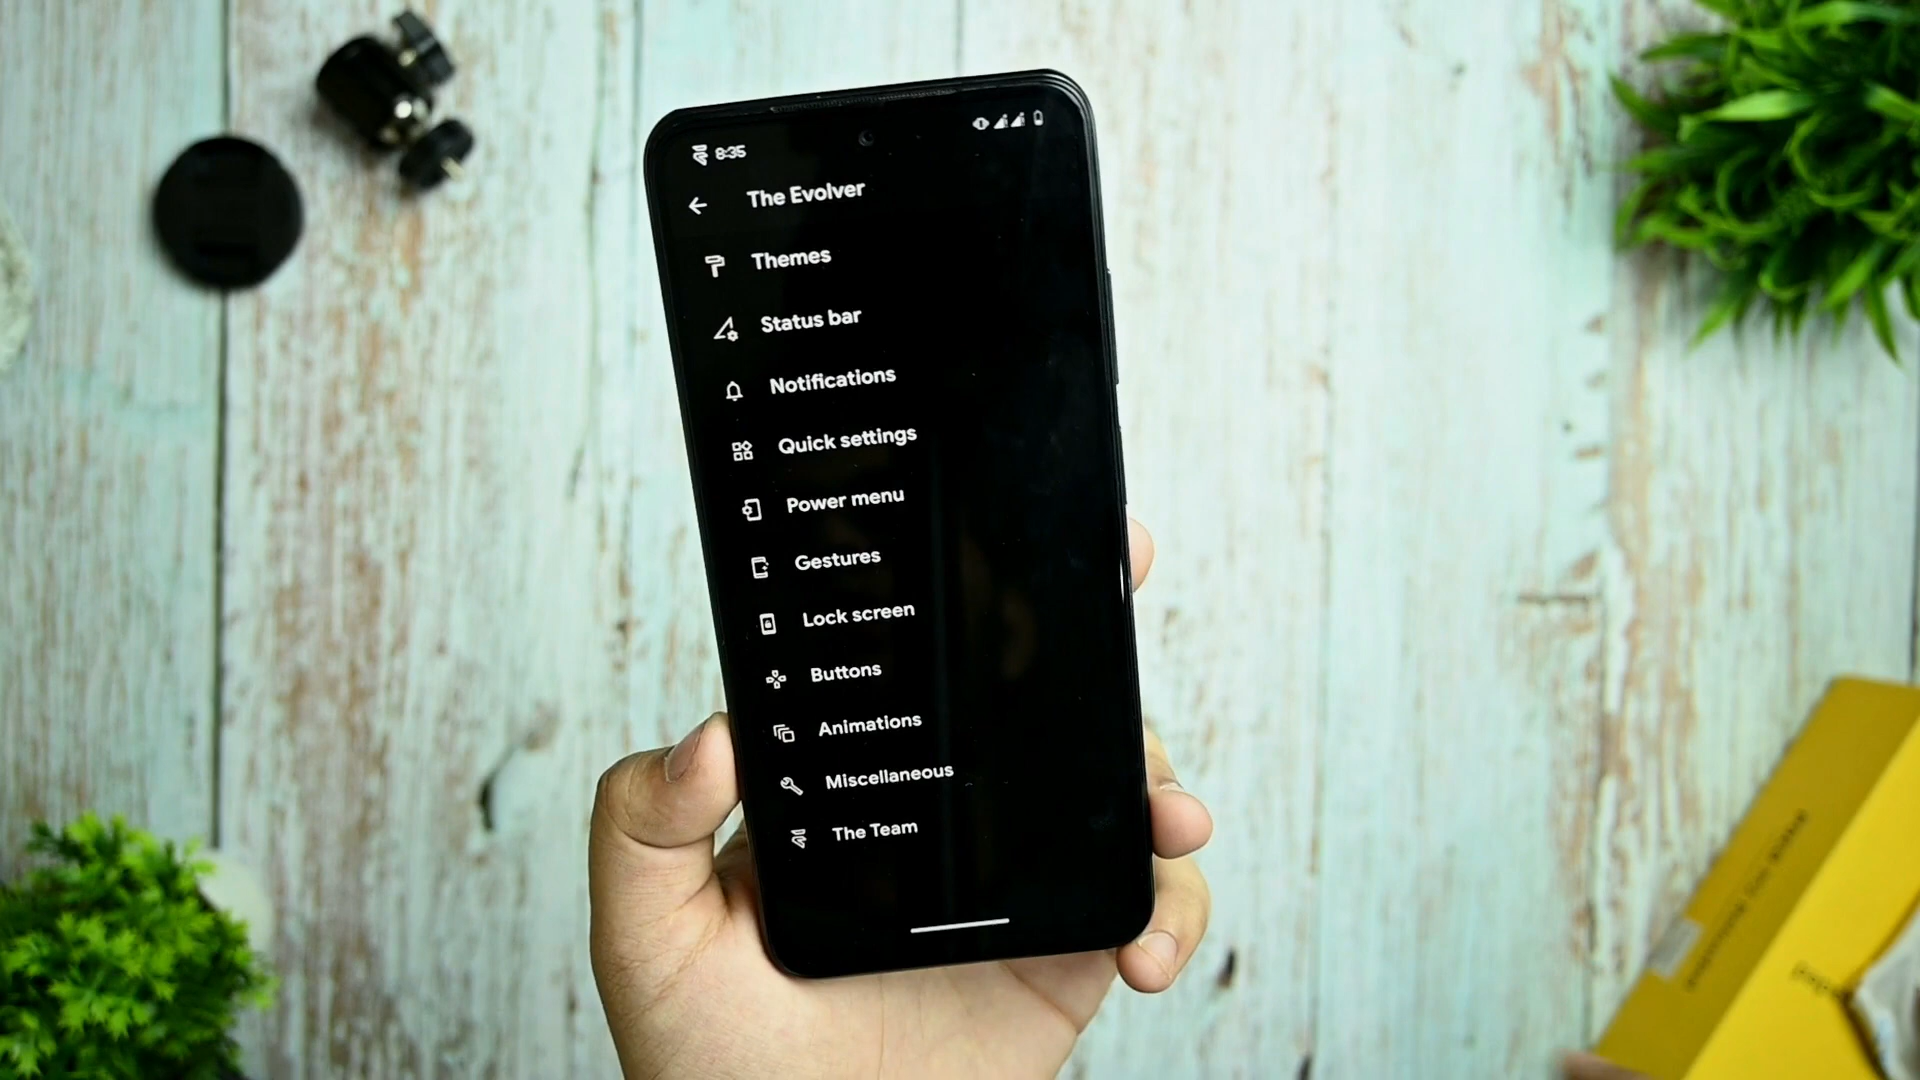 8:35
The Evolver
Themes
Status bar
Notifications
Quick settings
Power menu
Gestures
Lock screen
Buttons
Animations
Miscellaneous
The Team